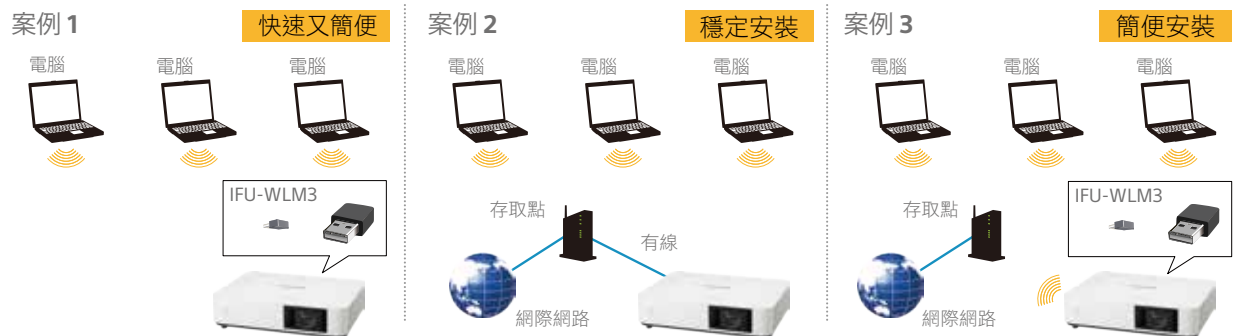 案例 1
快速又簡便
電腦
電腦
電腦
IFU-WLM3
案例 2
穩定安裝
電腦
電腦
電腦
存取點
有線
網際網路
案例 3
簡便安裝
電腦
電腦
電腦
存取點
IFU-WLM3
網際網路